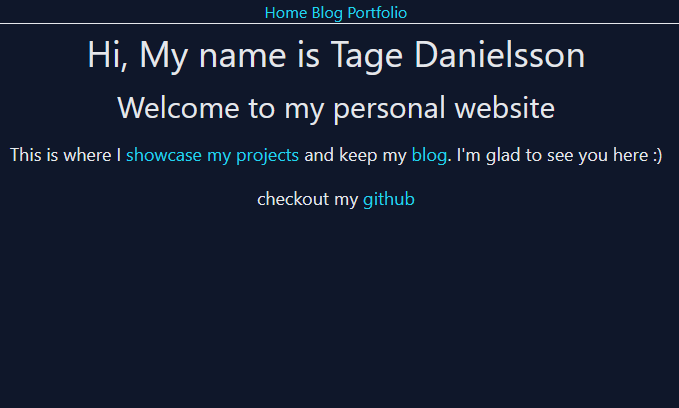 Home Blog Portfolio
Hi, My name is Tage Danielsson
Welcome to my personal website
This is where I showcase my projects and keep my blog. I'm glad to see you here :)
checkout my github